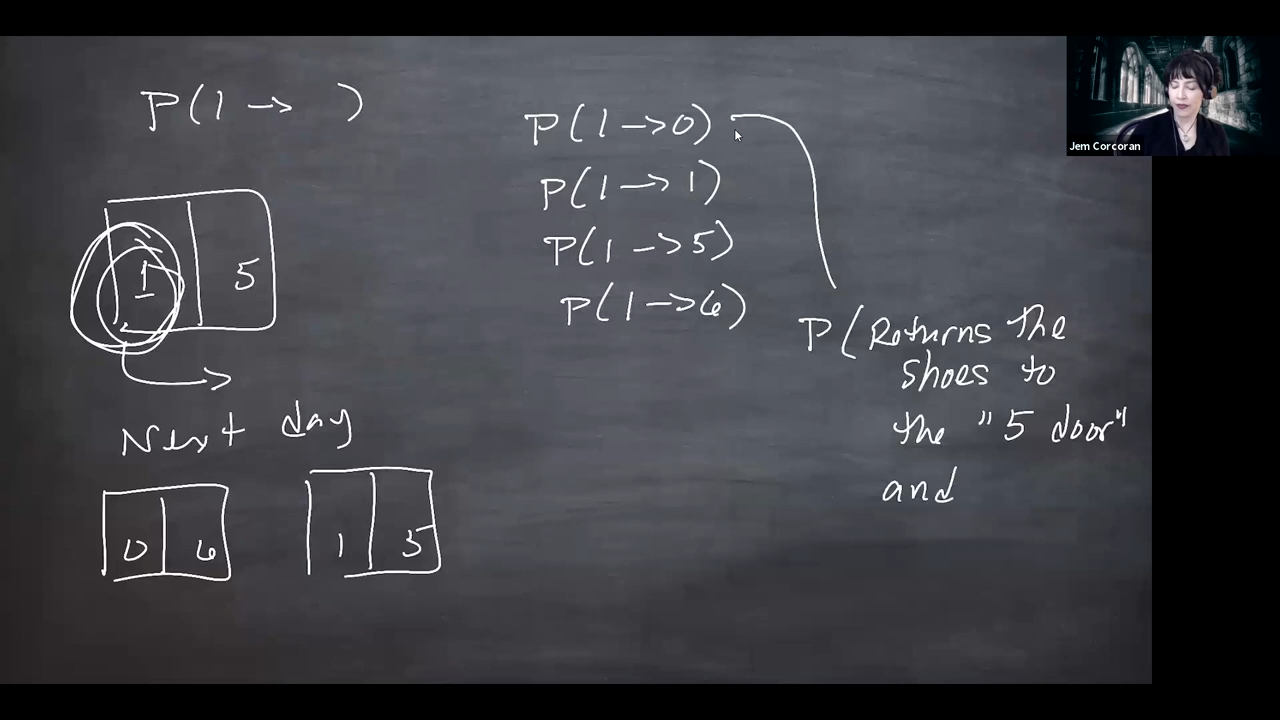 P(1 → )
1 5
Next day
0 6 1 5
P(1 → 0)
P(1 → 1)
P(1 → 5)
P(1 → 6)
P(Returns the
shoes to
the "5 door"
and
Jem Corcoran